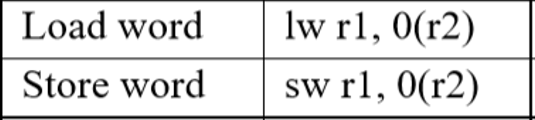 Load word lw r1, 0(r2)
Store word sw r1, 0(r2)